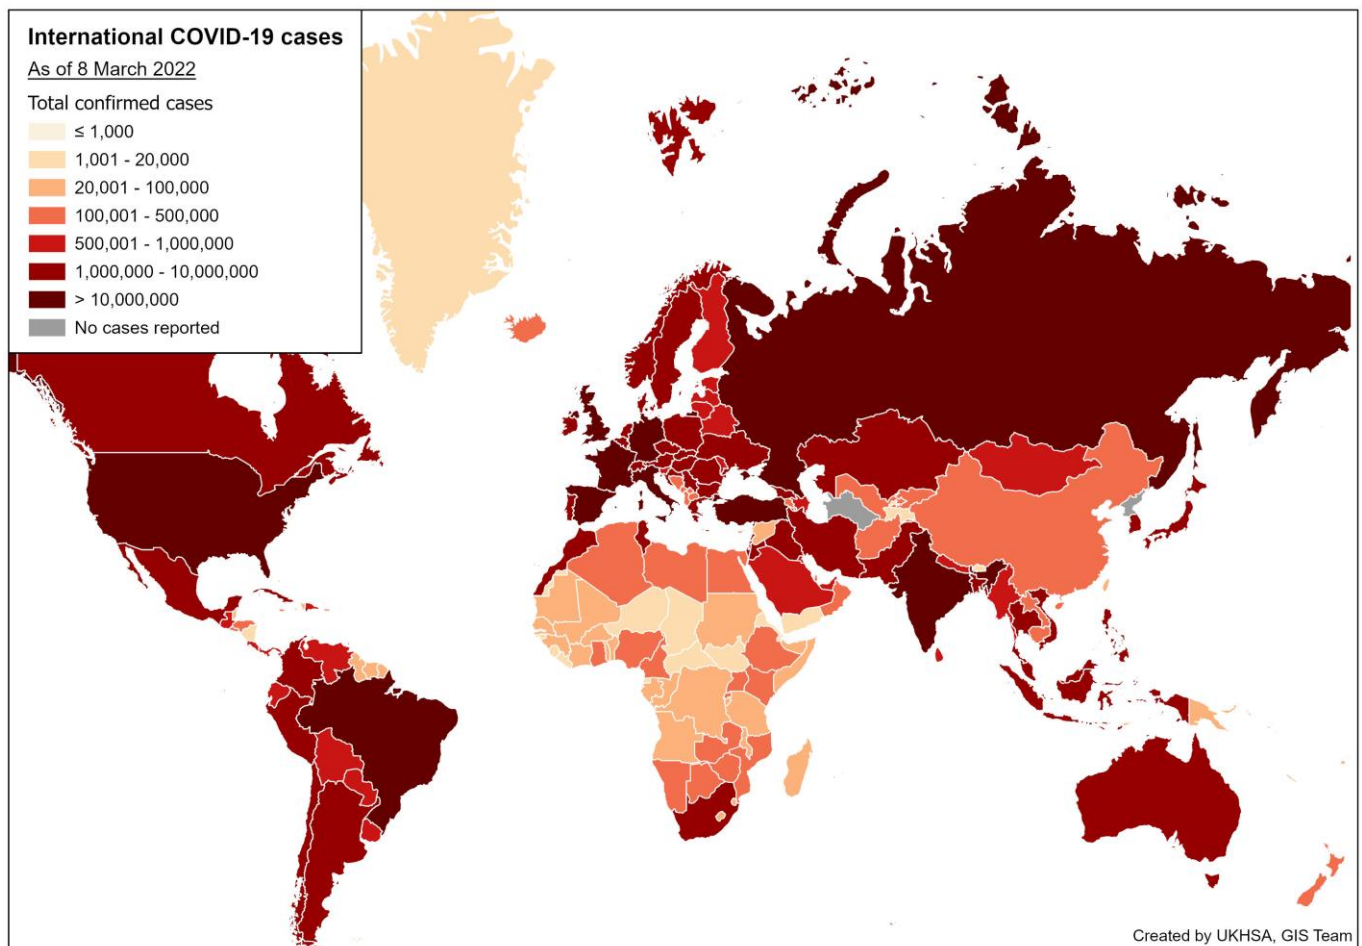 International COVID-19 cases
As of 8 March 2022
Total confirmed cases
≤ 1,000
1,001 - 20,000
20,001 - 100,000
100,001 - 500,000
500,001 - 1,000,000
1,000,000 - 10,000,000
> 10,000,000
No cases reported
Created by UKHSA, GIS Team